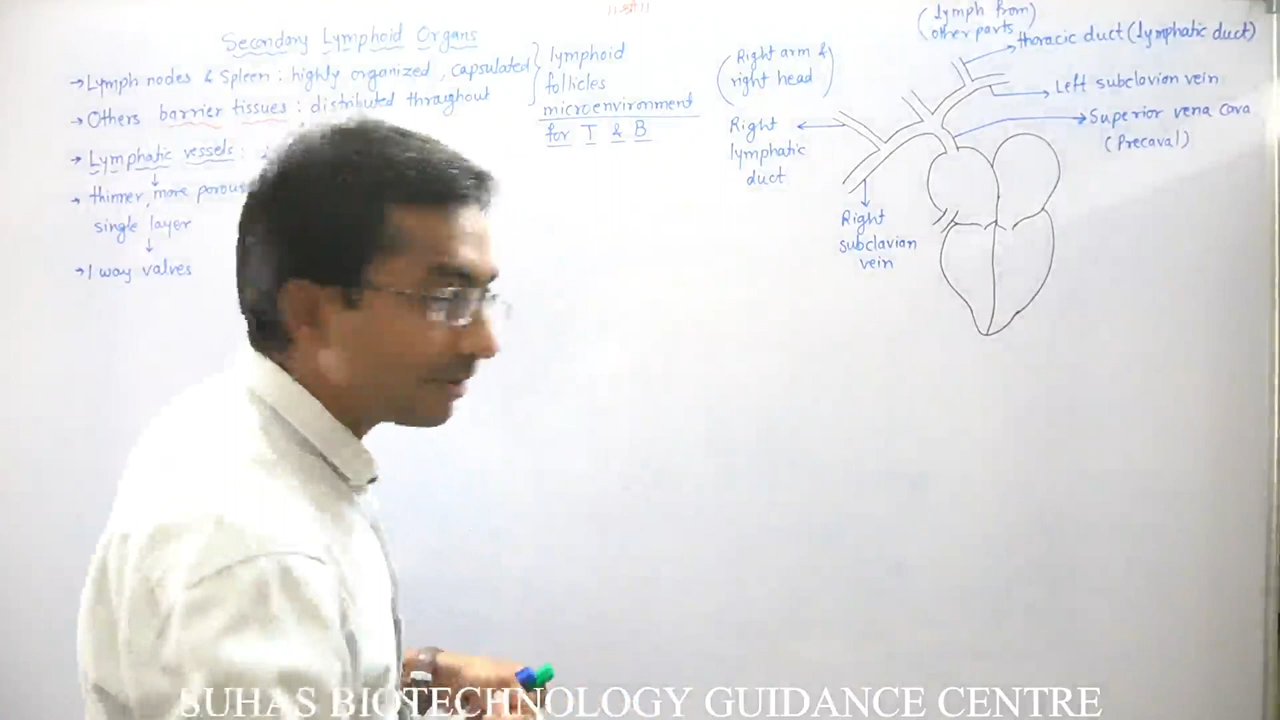 ।।श्री।।
Secondary Lymphoid Organs
→Lymph nodes & Spleen : highly organized, capsulated
→ Others barrier tissues : distributed throughout
lymphoid
follicles
microenvironment
for T & B
→ Lymphatic vessels :
→ thinner, more porous
single layer
→1 way valves
(Lymph from
other parts)
thoracic duct (lymphatic duct)
(Right arm &
right head)
Left subclavion vein
Superior vena cava
(Precaval)
Right
lymphatic
duct
Right
subclavian
vein
SUHAS BIOTECHNOLOGY GUIDANCE CENTRE